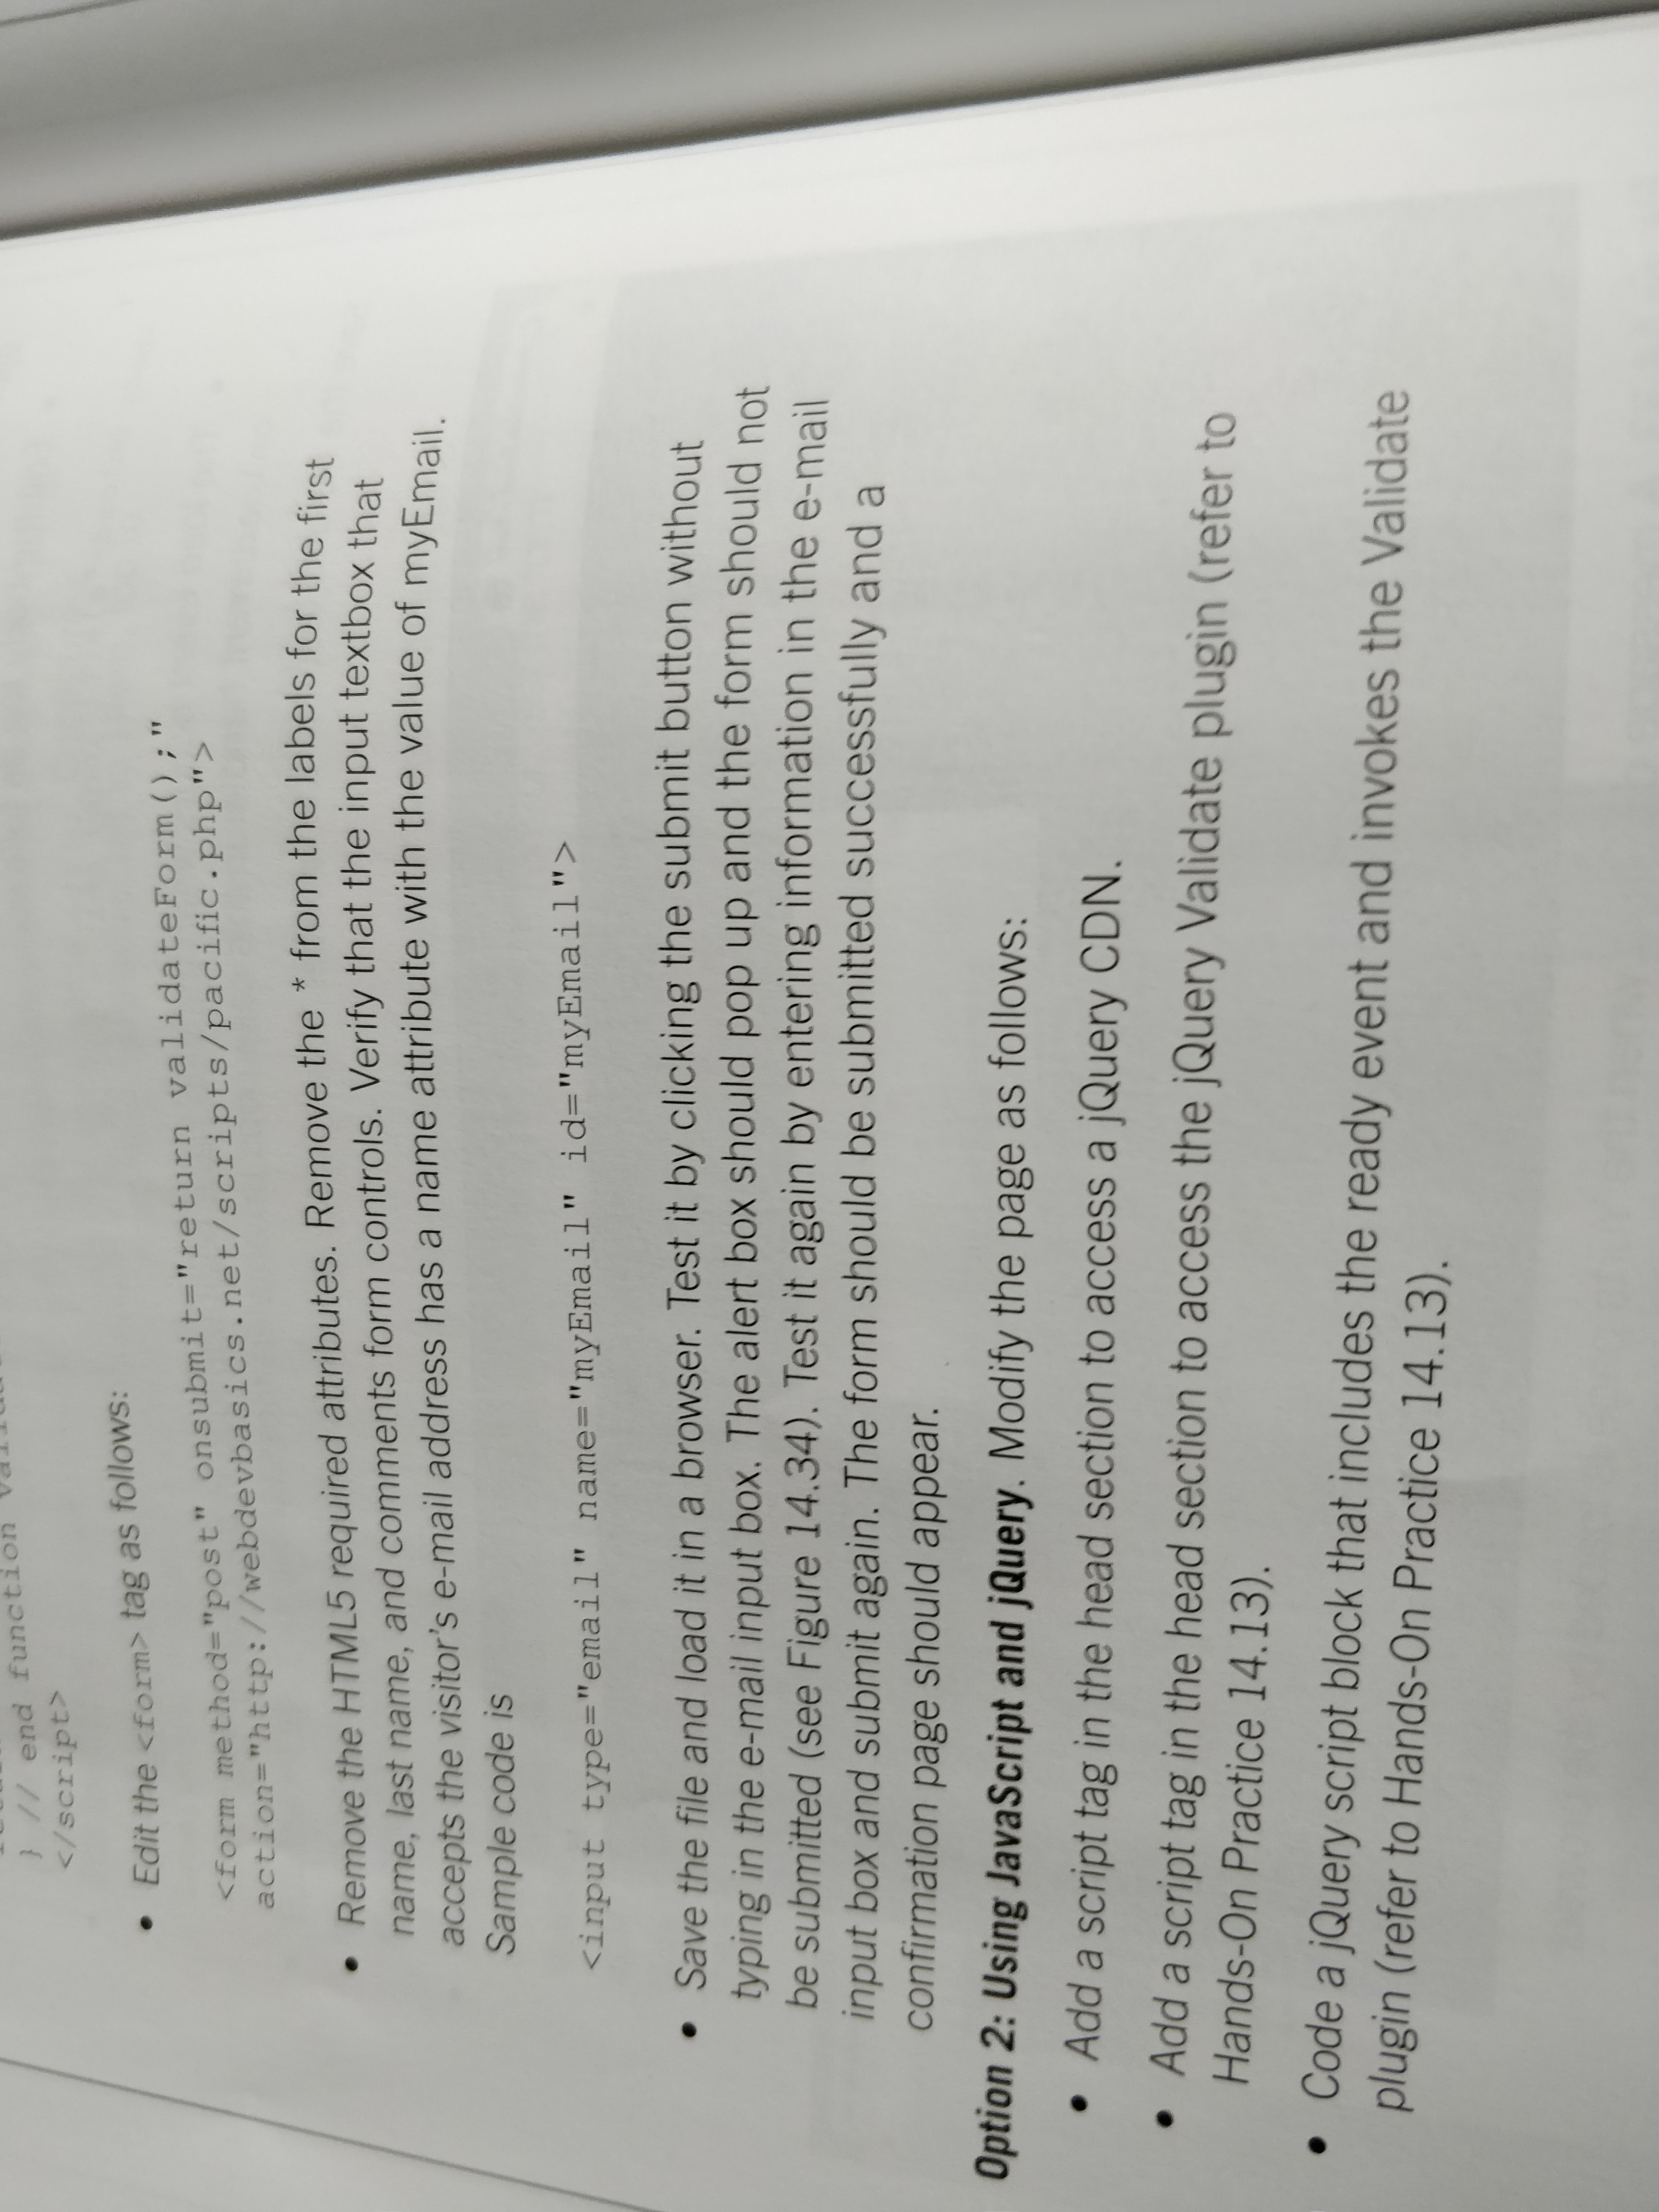 } // end function
</script>
• Edit the <form> tag as follows:
<form method="post" onsubmit="return validateForm();"
action="http://webdevbasics.net/scripts/pacific.php">
• Remove the HTML5 required attributes. Remove the * from the labels for the first
name, last name, and comments form controls. Verify that the input textbox that
accepts the visitor's e-mail address has a name attribute with the value of myEmail.
Sample code is
<input type="email" name="myEmail" id="myEmail">
• Save the file and load it in a browser. Test it by clicking the submit button without
typing in the e-mail input box. The alert box should pop up and the form should not
be submitted (see Figure 14.34). Test it again by entering information in the e-mail
input box and submit again. The form should be submitted successfully and a
confirmation page should appear.
Option 2: Using JavaScript and jQuery. Modify the page as follows:
• Add a script tag in the head section to access a jQuery CDN.
• Add a script tag in the head section to access the jQuery Validate plugin (refer to
Hands-On Practice 14.13).
• Code a jQuery script block that includes the ready event and invokes the Validate
plugin (refer to Hands-On Practice 14.13).